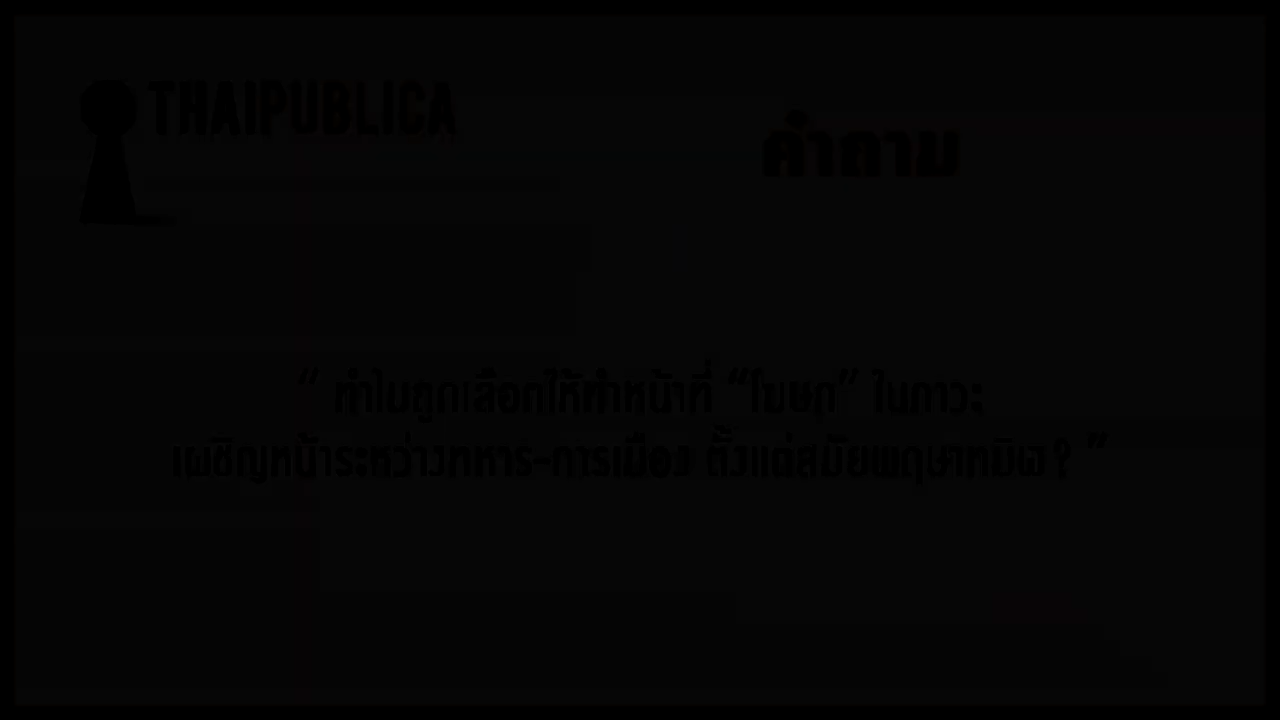 THAIPUBLICA
คำถาม
“ ทำไมถูกเลือกให้ทำหน้าที่ “โฆษก” ในภาวะ
เผชิญหน้าระหว่างทหาร-การเมือง ตั้งแต่สมัยพฤษาทมิฬ? ”